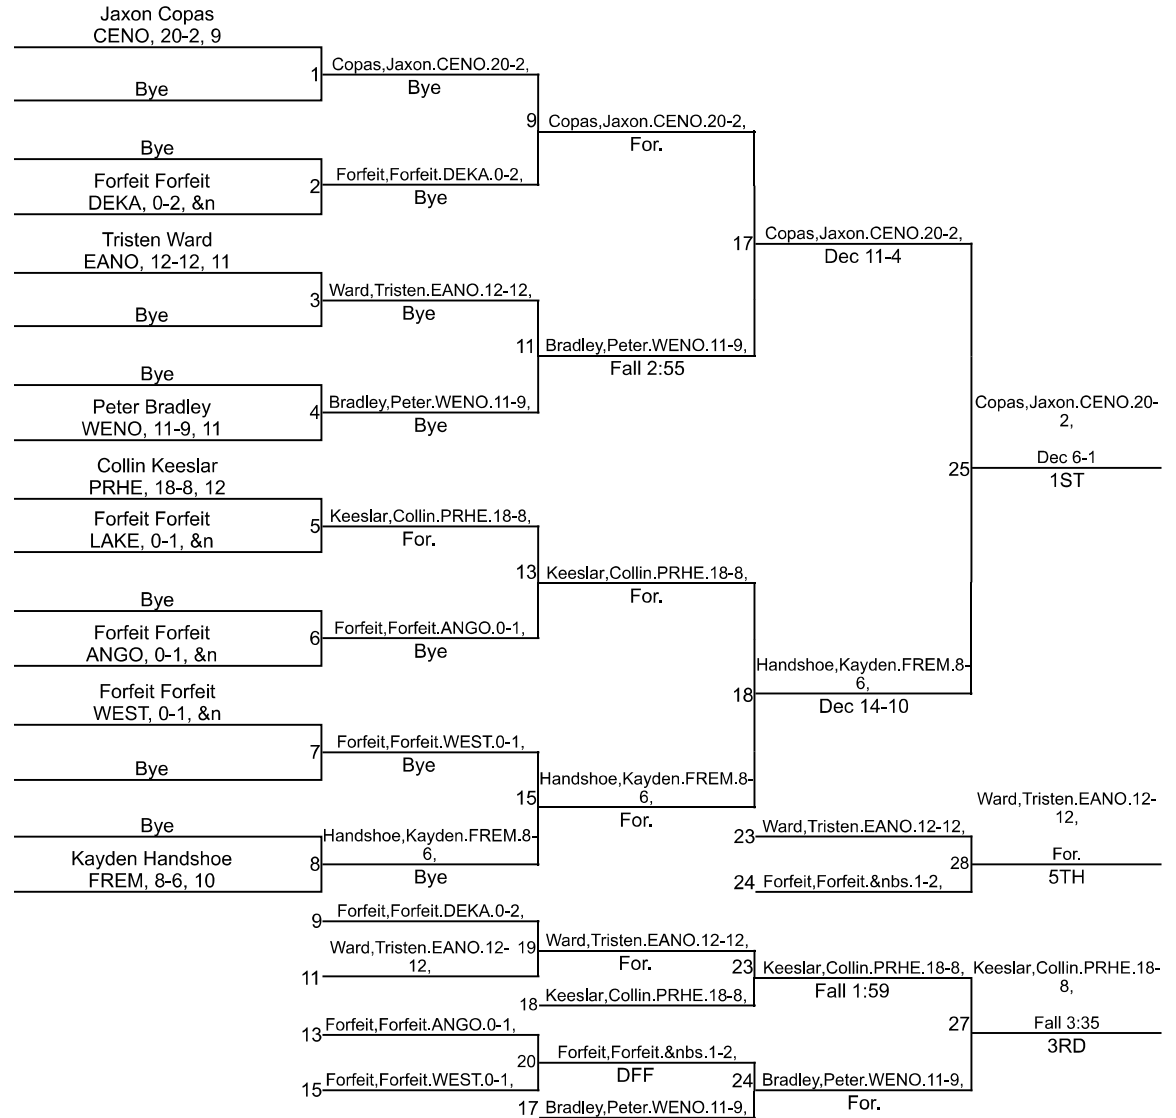 Jaxon Copas
CENO, 20-2, 9
Bye
1
Copas,Jaxon.CENO.20-2,
Bye
Bye
Forfeit Forfeit
DEKA, 0-2, &n
2
Forfeit,Forfeit.DEKA.0-2,
Bye
9
Copas,Jaxon.CENO.20-2,
For.
Tristen Ward
EANO, 12-12, 11
Bye
3
Ward,Tristen.EANO.12-12,
Bye
Bye
Peter Bradley
WENO, 11-9, 11
4
Bradley,Peter.WENO.11-9,
Bye
11
Bradley,Peter.WENO.11-9,
Fall 2:55
17
Copas,Jaxon.CENO.20-2,
Dec 11-4
Collin Keeslar
PRHE, 18-8, 12
Forfeit Forfeit
LAKE, 0-1, &n
5
Keeslar,Collin.PRHE.18-8,
For.
Bye
Forfeit Forfeit
ANGO, 0-1, &n
6
Forfeit,Forfeit.ANGO.0-1,
Bye
13
Keeslar,Collin.PRHE.18-8,
For.
Forfeit Forfeit
WEST, 0-1, &n
Bye
7
Forfeit,Forfeit.WEST.0-1,
Bye
Bye
Kayden Handshoe
FREM, 8-6, 10
8
Handshoe,Kayden.FREM.8-
6,
Bye
15
Handshoe,Kayden.FREM.8-
6,
For.
18
Handshoe,Kayden.FREM.8-
6,
Dec 14-10
25
Copas,Jaxon.CENO.20-
2,
Dec 6-1
1ST
23
Ward,Tristen.EANO.12-12,
24
Forfeit,Forfeit.&nbs.1-2,
28
Ward,Tristen.EANO.12-
12,
For.
5TH
9
Forfeit,Forfeit.DEKA.0-2,
11
Ward,Tristen.EANO.12-
12,
19
Ward,Tristen.EANO.12-12,
For.
18
Keeslar,Collin.PRHE.18-8,
23
Keeslar,Collin.PRHE.18-8,
Fall 1:59
13
Forfeit,Forfeit.ANGO.0-1,
15
Forfeit,Forfeit.WEST.0-1,
20
Forfeit,Forfeit.&nbs.1-2,
DFF
17
Bradley,Peter.WENO.11-9,
24
Bradley,Peter.WENO.11-9,
For.
27
Keeslar,Collin.PRHE.18-
8,
Fall 3:35
3RD